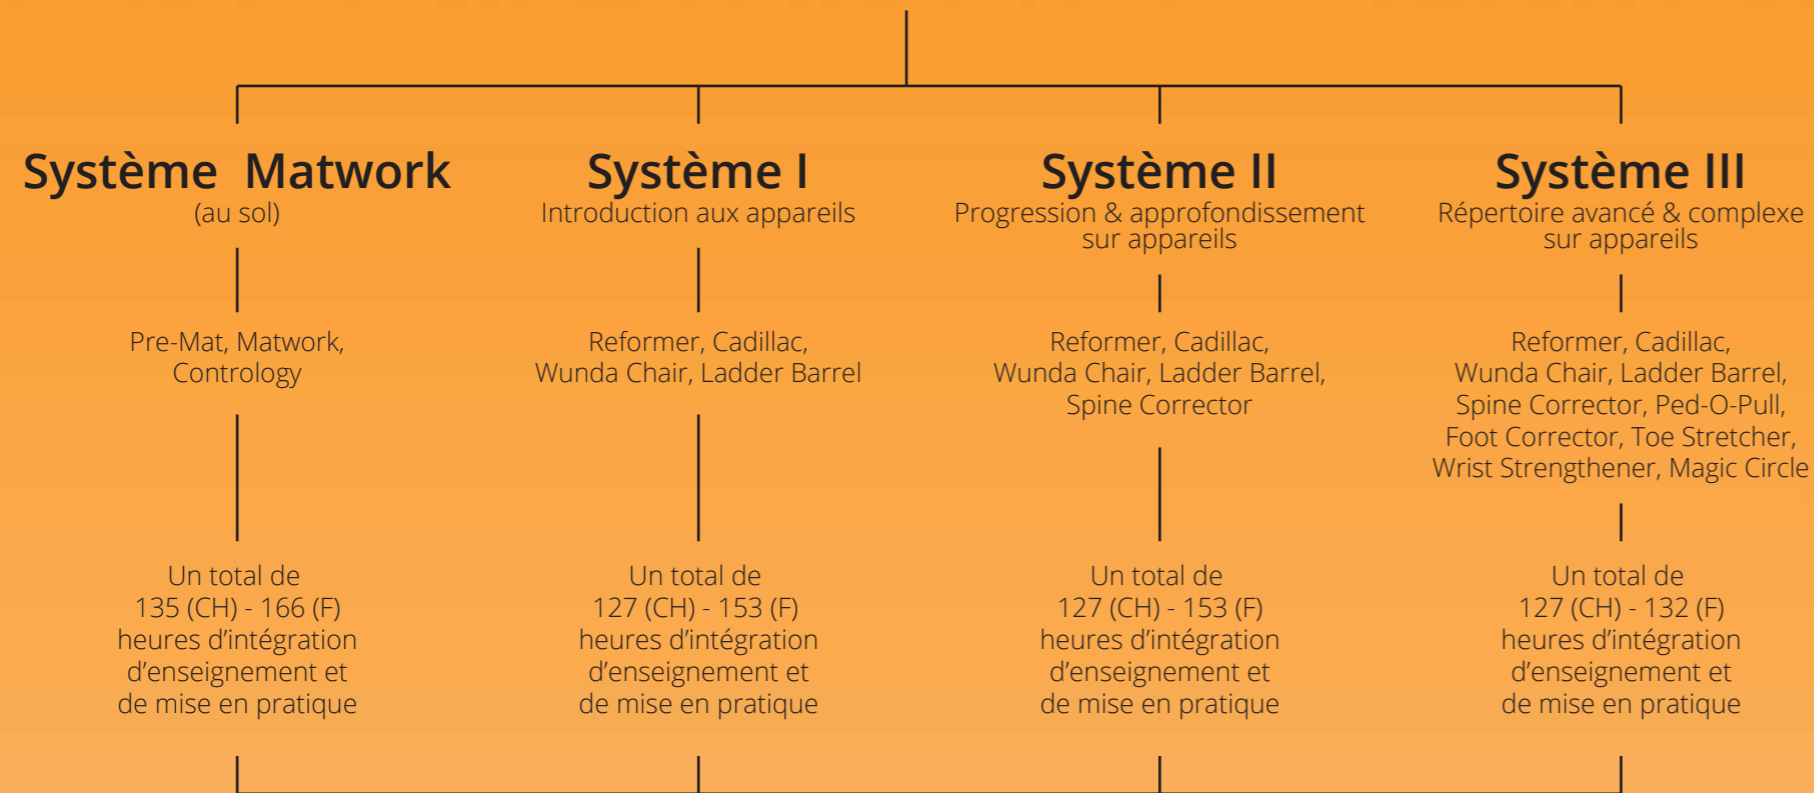 Système Matwork
(au sol)
Pre-Mat, Matwork,
Contrology
Un total de
135 (CH) - 166 (F)
heures d’intégration
d’enseignement et
de mise en pratique
Système I
Introduction aux appareils
Reformer, Cadillac,
Wunda Chair, Ladder Barrel
Un total de
127 (CH) - 153 (F)
heures d’intégration
d’enseignement et
de mise en pratique
Système II
Progression & approfondissement
sur appareils
Reformer, Cadillac,
Wunda Chair, Ladder Barrel,
Spine Corrector
Un total de
127 (CH) - 153 (F)
heures d’intégration
d’enseignement et
de mise en pratique
Système III
Répertoire avancé & complexe
sur appareils
Reformer, Cadillac,
Wunda Chair, Ladder Barrel,
Spine Corrector, Ped-O-Pull,
Foot Corrector, Toe Stretcher,
Wrist Strengthener, Magic Circle
Un total de
127 (CH) - 132 (F)
heures d’intégration
d’enseignement et
de mise en pratique